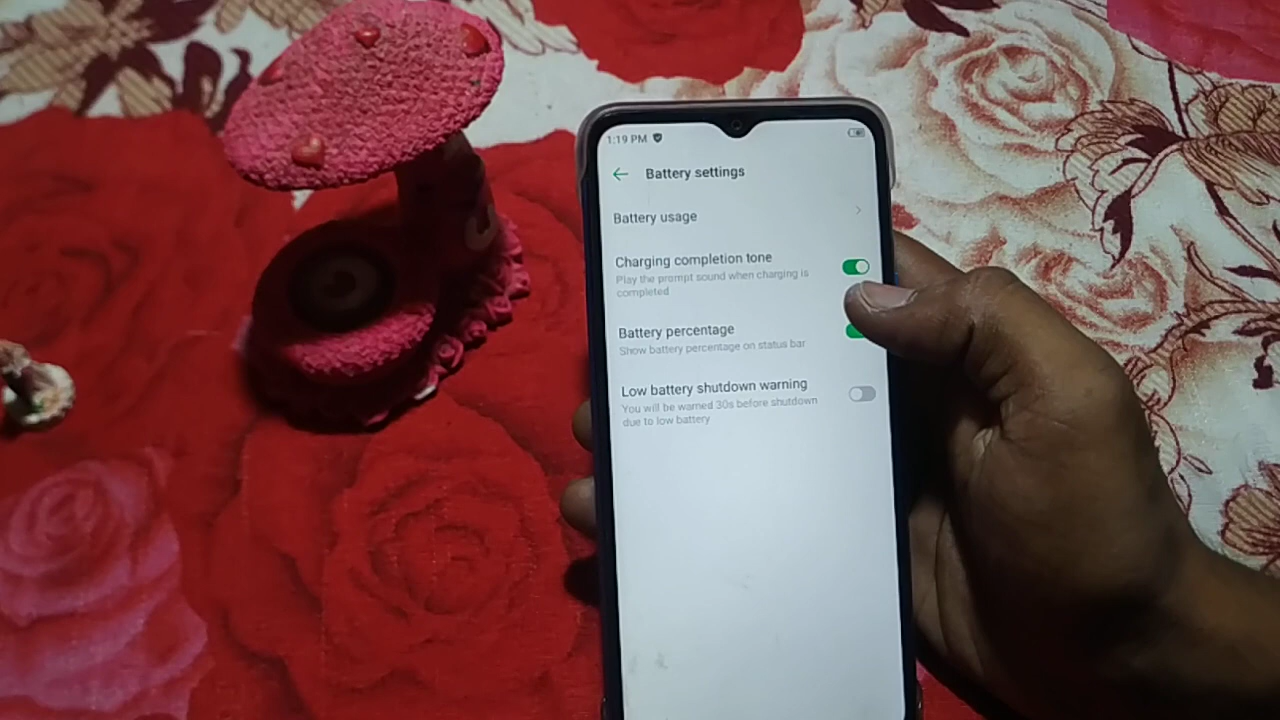 1:19 PM
Battery settings
Battery usage
Charging completion tone
Play the prompt sound when charging is
completed
Battery percentage
Show battery percentage on status bar
Low battery shutdown warning
You will be warned 30s before shutdown
due to low battery